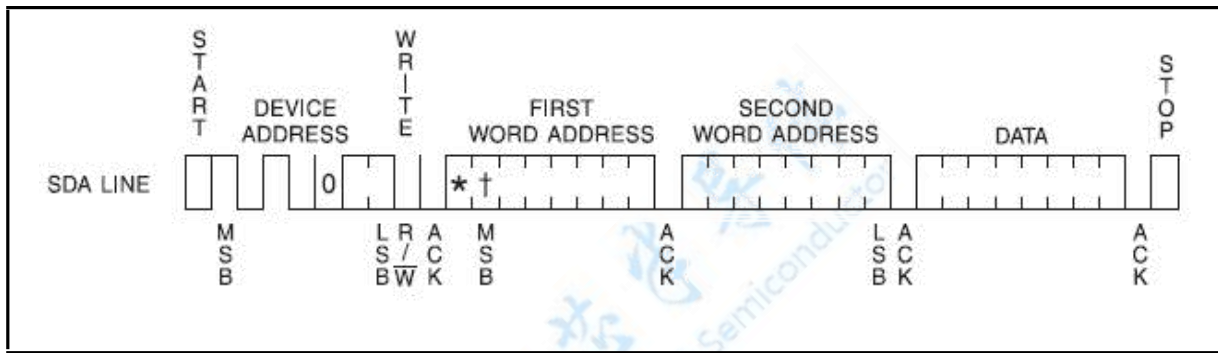 START
WRITE
STOP
DEVICE ADDRESS
FIRST WORD ADDRESS
SECOND WORD ADDRESS
DATA
SDA LINE
0
* †
MSB
LSB
R/W̅
ACK
MSB
ACK
LSB
ACK
ACK
Semiconductor